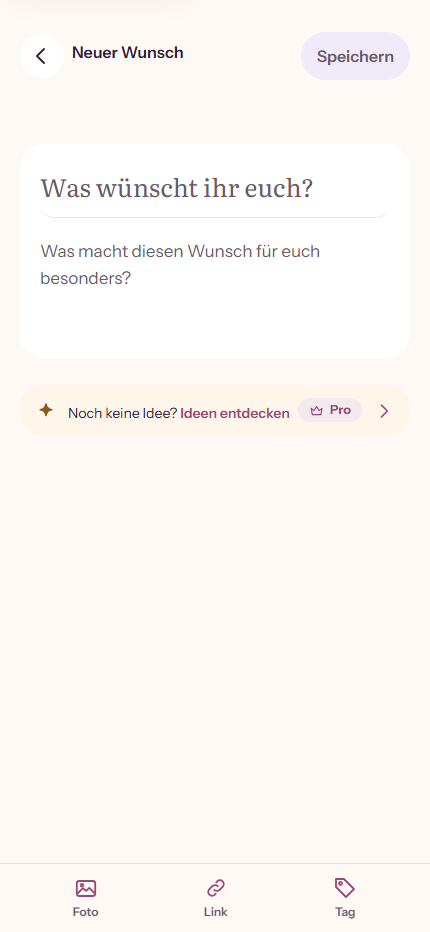 Neuer Wunsch
Speichern
Was wünscht ihr euch?
Was macht diesen Wunsch für euch
besonders?
Noch keine Idee? Ideen entdecken Pro
Foto Link Tag